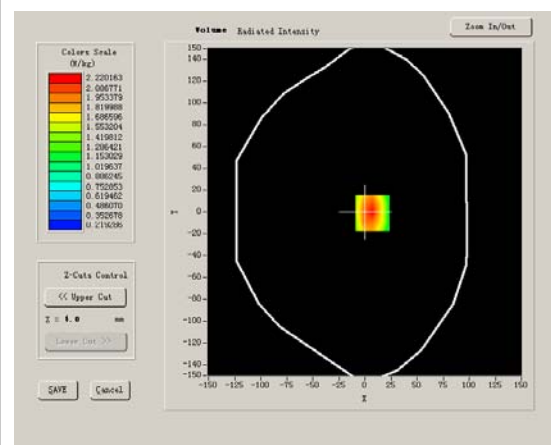 Volume Radiated Intensity
Zoom In/Out
Colors Scale
(W/kg)
2.220163
2.086771
1.953379
1.819988
1.686596
1.553204
1.419812
1.286421
1.153029
1.019637
0.886245
0.752853
0.619462
0.486070
0.352678
0.219286
Z-Cuts Control
<< Upper Cut
Z = 4.0 mm
Lower Cut >>
SAVE
Cancel
150
140
120
100
80
60
40
20
0
-20
-40
-60
-80
-100
-120
-140
-150
Y
-150 -125 -100 -75 -50 -25 0 25 50 75 100 125 150
X